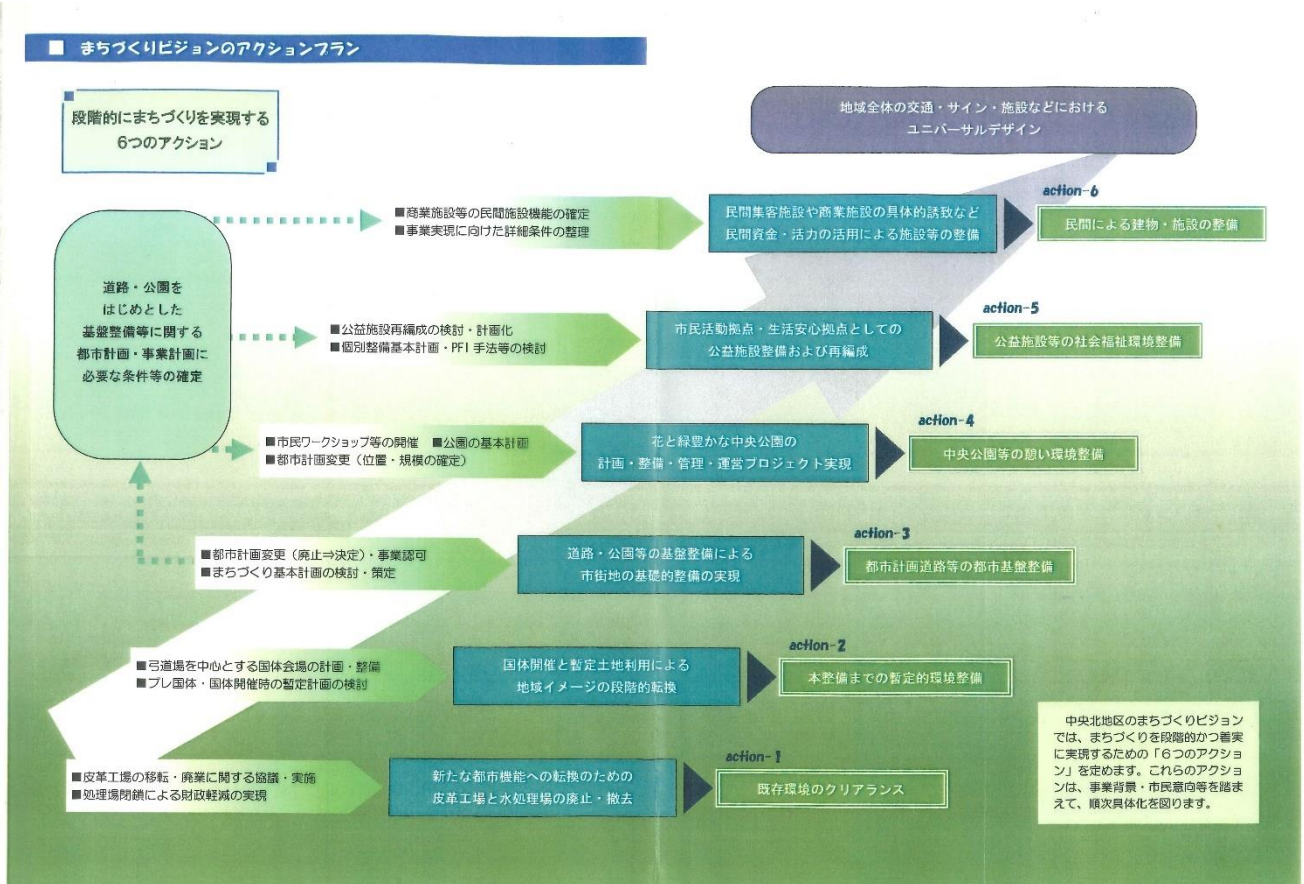 ■ まちづくりビジョンのアクションプラン
段階的にまちづくりを実現する
6つのアクション
地域全体の交通・サイン・施設などにおける
ユニバーサルデザイン
道路・公園を
はじめとした
基盤整備等に関する
都市計画・事業計画に
必要な条件等の確定
■商業施設等の民間施設機能の確定
■事業実現に向けた詳細条件の整理
民間集客施設や商業施設の具体的誘致など
民間資金・活力の活用による施設等の整備
action-6
民間による建物・施設の整備
■公益施設再編成の検討・計画化
■個別整備基本計画・PFI 手法等の検討
市民活動拠点・生活安心拠点としての
公益施設整備および再編成
action-5
公益施設等の社会福祉環境整備
■市民ワークショップ等の開催 ■公園の基本計画
■都市計画変更（位置・規模の確定）
花と緑豊かな中央公園の
計画・整備・管理・運営プロジェクト実現
action-4
中央公園等の憩い環境整備
■都市計画変更（廃止⇒決定）・事業認可
■まちづくり基本計画の検討・策定
道路・公園等の基盤整備による
市街地の基礎的整備の実現
action-3
都市計画道路等の都市基盤整備
■弓道場を中心とする国体会場の計画・整備
■プレ国体・国体開催時の暫定計画の検討
国体開催と暫定土地利用による
地域イメージの段階的転換
action-2
本整備までの暫定的環境整備
■皮革工場の移転・廃業に関する協議・実施
■処理場閉鎖による財政軽減の実現
新たな都市機能への転換のための
皮革工場と水処理場の廃止・撤去
action-1
既存環境のクリアランス
中央北地区のまちづくりビジョン
では、まちづくりを段階的かつ着実
に実現するための「６つのアクショ
ン」を定めます。これらのアクショ
ンは、事業背景・市民意向等を踏ま
えて、順次具体化を図ります。